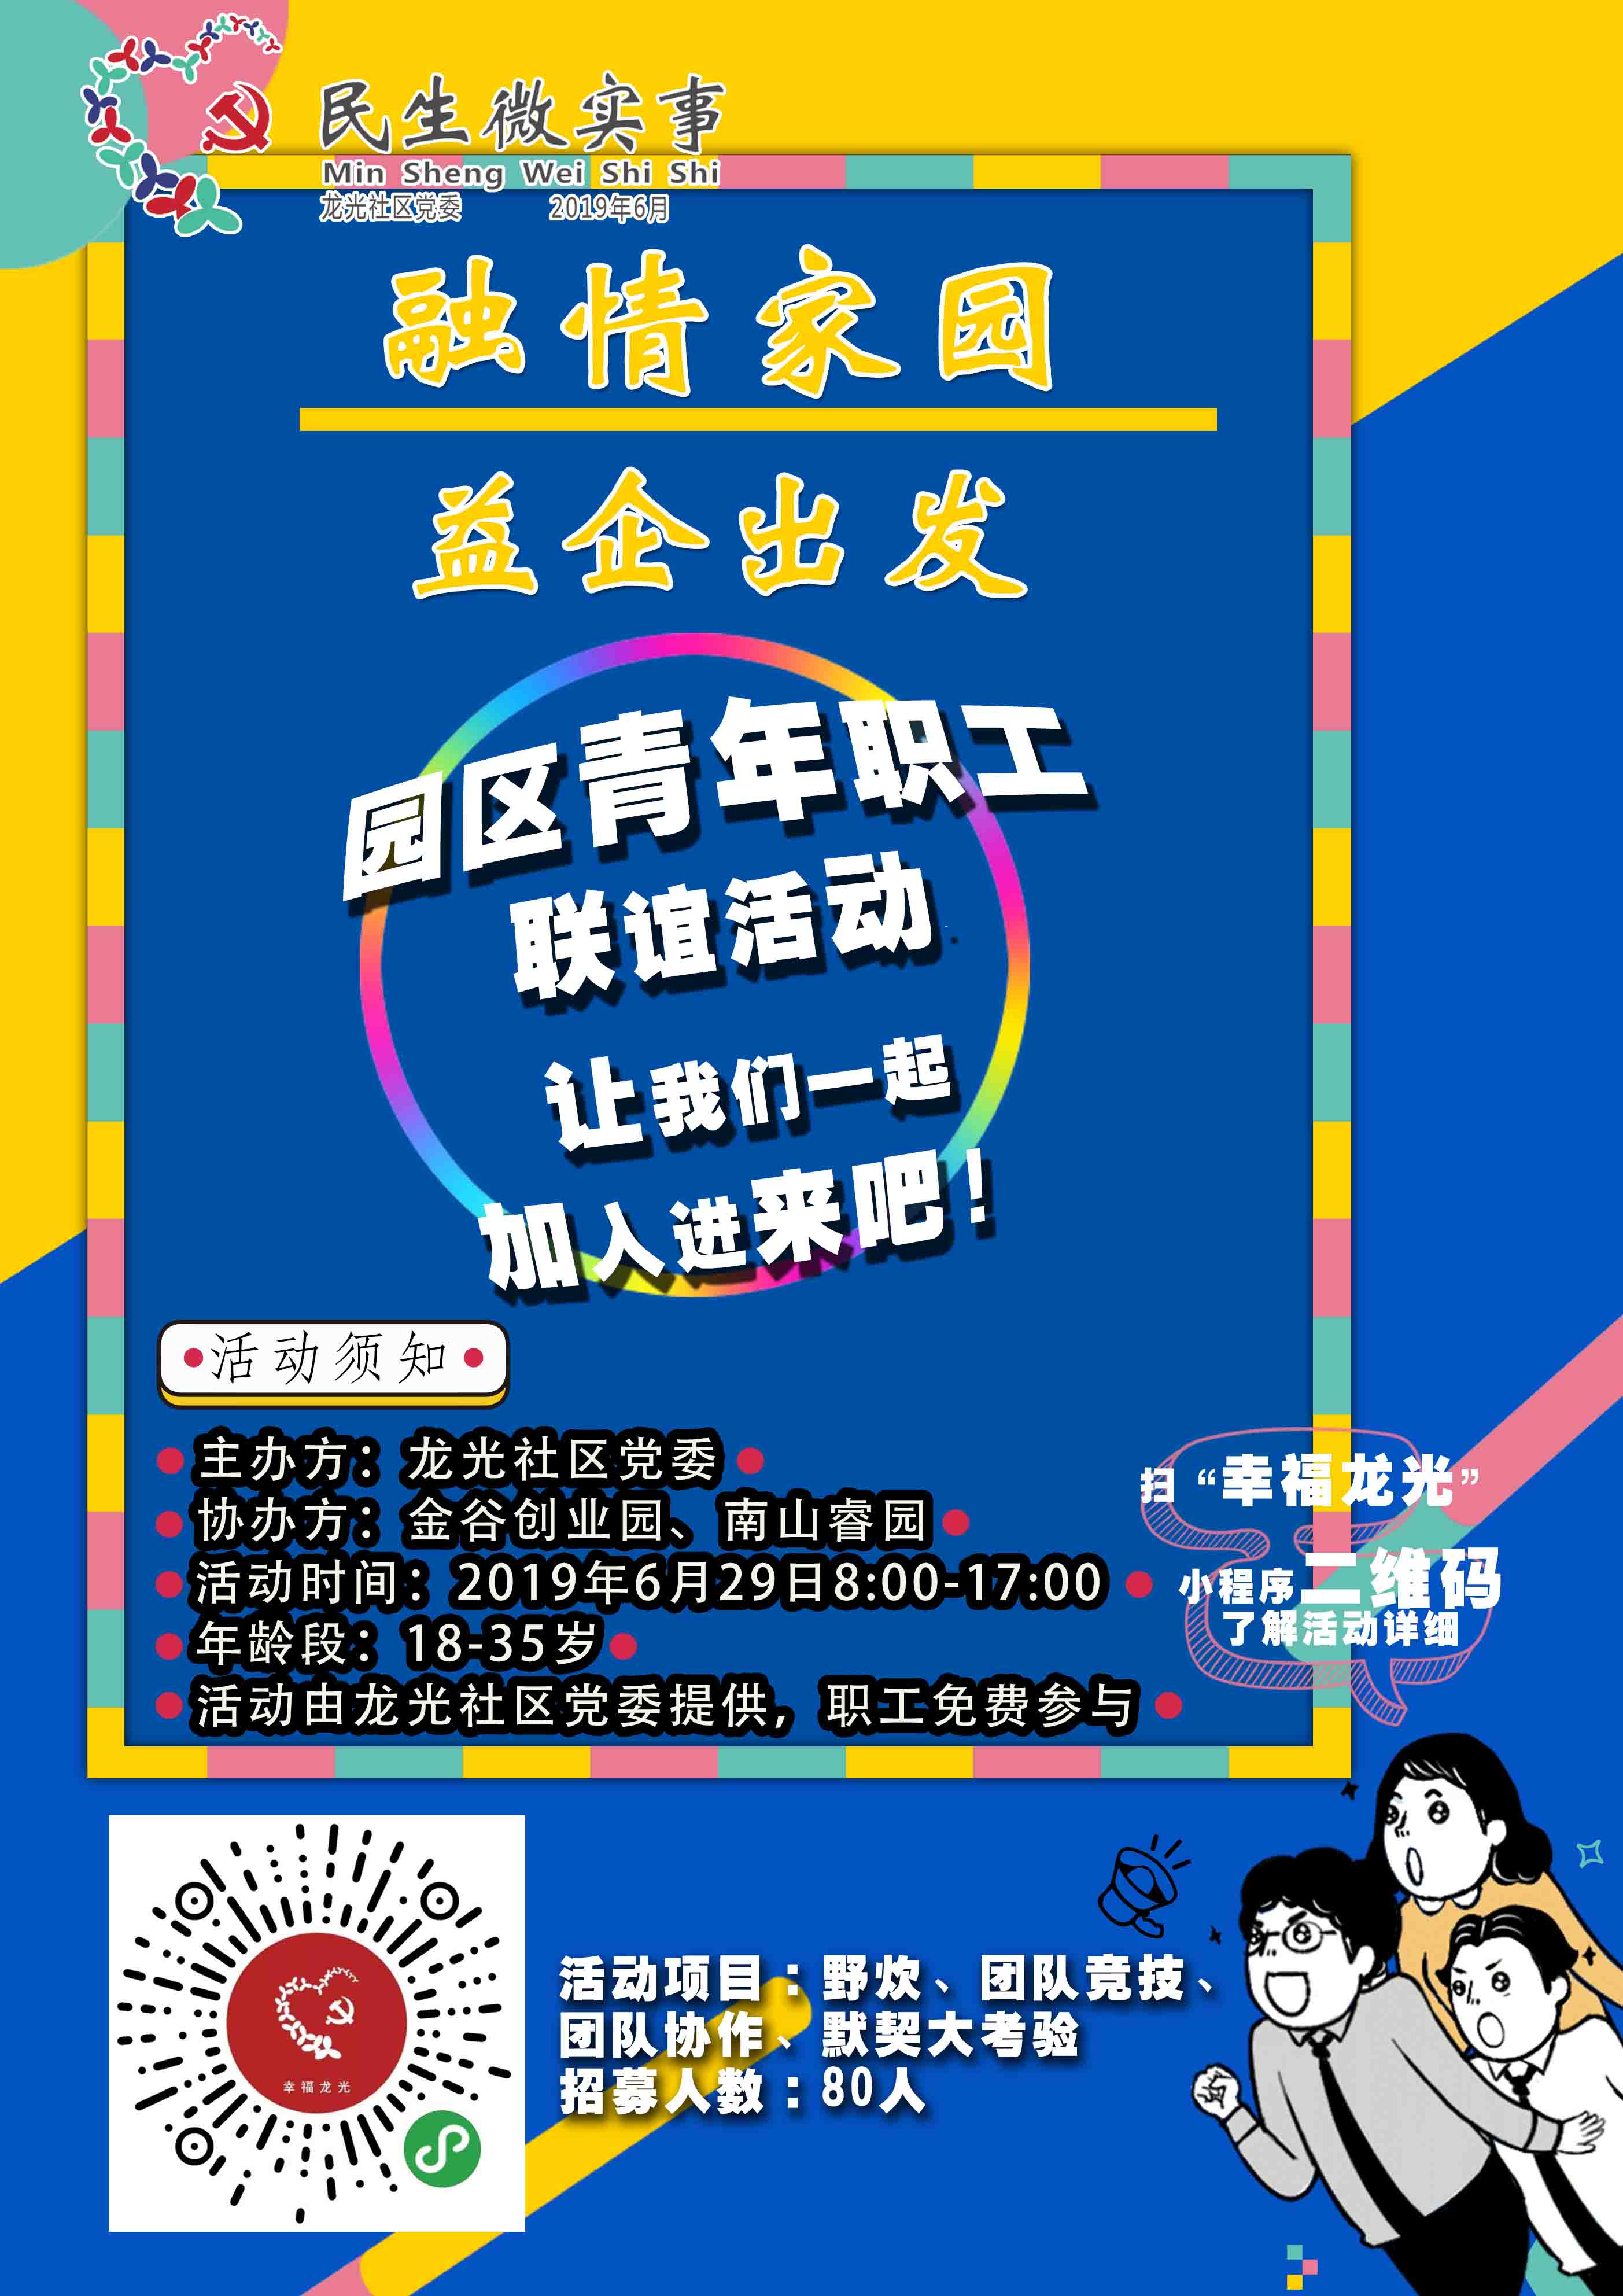 民生微实事
Min Sheng Wei Shi Shi
龙光社区党委 2019年6月
融情家园
益企出发
园区青年职工
联谊活动
让我们一起
加入进来吧！
活动须知
主办方：龙光社区党委
协办方：金谷创业园、南山睿园
活动时间：2019年6月29日8:00-17:00
年龄段：18-35岁
活动由龙光社区党委提供，职工免费参与
扫“幸福龙光”
小程序二维码
了解活动详细
幸福龙光
活动项目：野炊、团队竞技、
团队协作、默契大考验
招募人数：80人